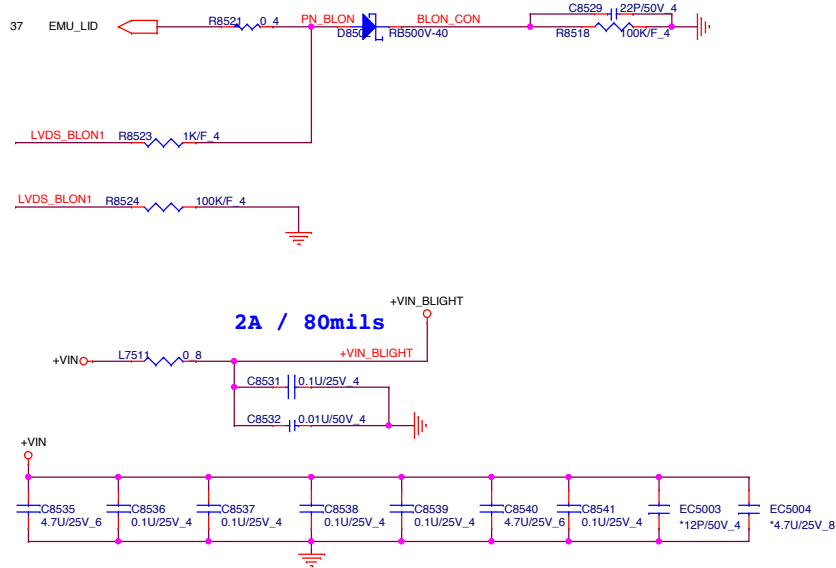 37 EMU_LID R8521 0_4 PN_BLON BLON_CON C8529 22P/50V_4
RB500V-40 R8518 100K/F_4
LVDS_BLON1 R8523 1K/F_4
LVDS_BLON1 R8524 100K/F_4
+VIN_BLIGHT
2A / 80mils
+VIN L7511 0_8 +VIN_BLIGHT
C8531 0.1U/25V_4
C8532 0.01U/50V_4
+VIN
C8535 C8536 C8537 C8538 C8539 C8540 C8541 EC5003 EC5004
4.7U/25V_6 0.1U/25V_4 0.1U/25V_4 0.1U/25V_4 0.1U/25V_4 4.7U/25V_6 0.1U/25V_4 *12P/50V_4 *4.7U/25V_8